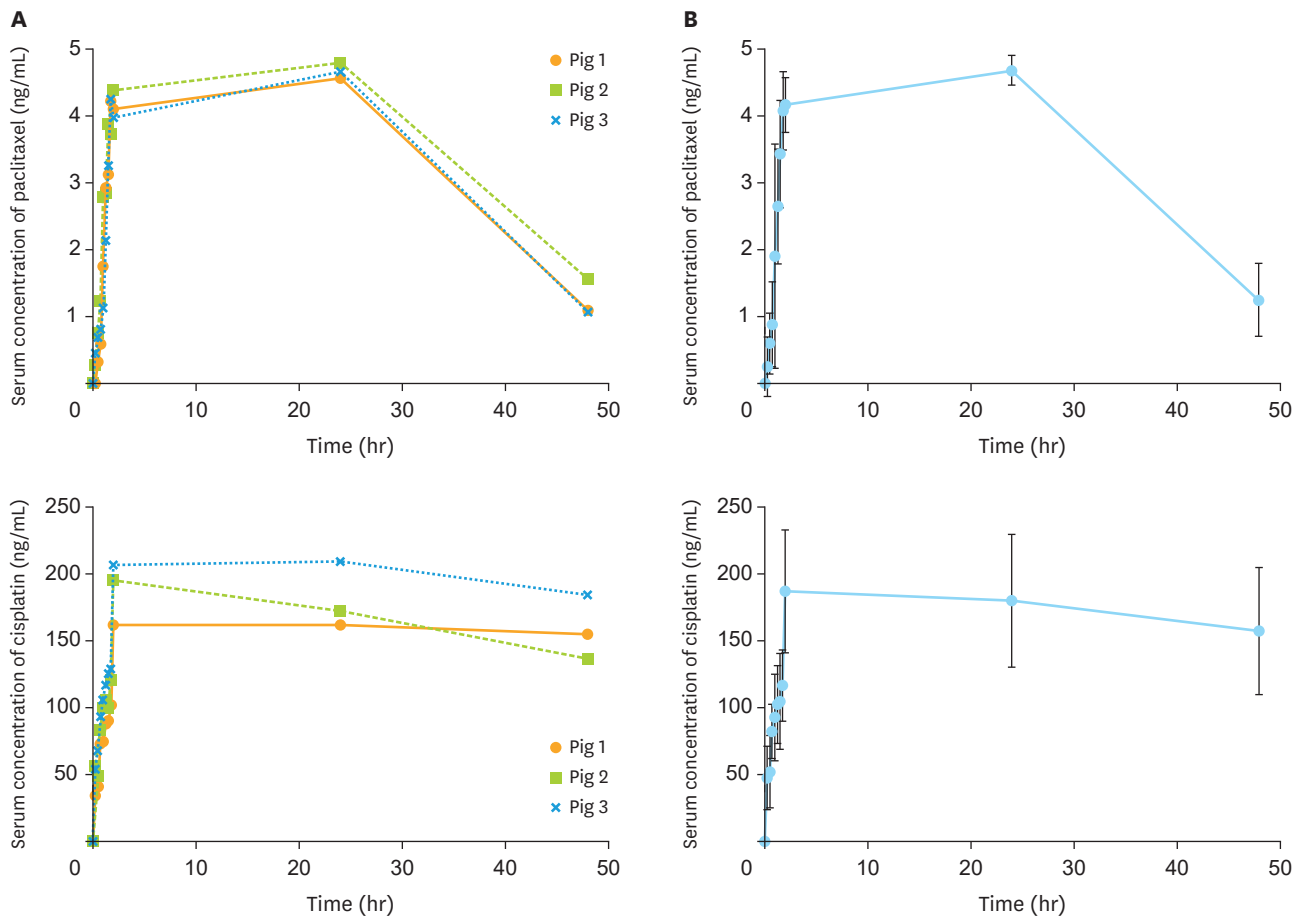 A
Serum concentration of paclitaxel (ng/mL)
5
4
3
2
1
0
10
20
30
40
50
Time (hr)
Pig 1
Pig 2
Pig 3
B
Serum concentration of paclitaxel (ng/mL)
5
4
3
2
1
0
10
20
30
40
50
Time (hr)
Serum concentration of cisplatin (ng/mL)
250
200
150
100
50
0
10
20
30
40
50
Time (hr)
Pig 1
Pig 2
Pig 3
Serum concentration of cisplatin (ng/mL)
250
200
150
100
50
0
10
20
30
40
50
Time (hr)